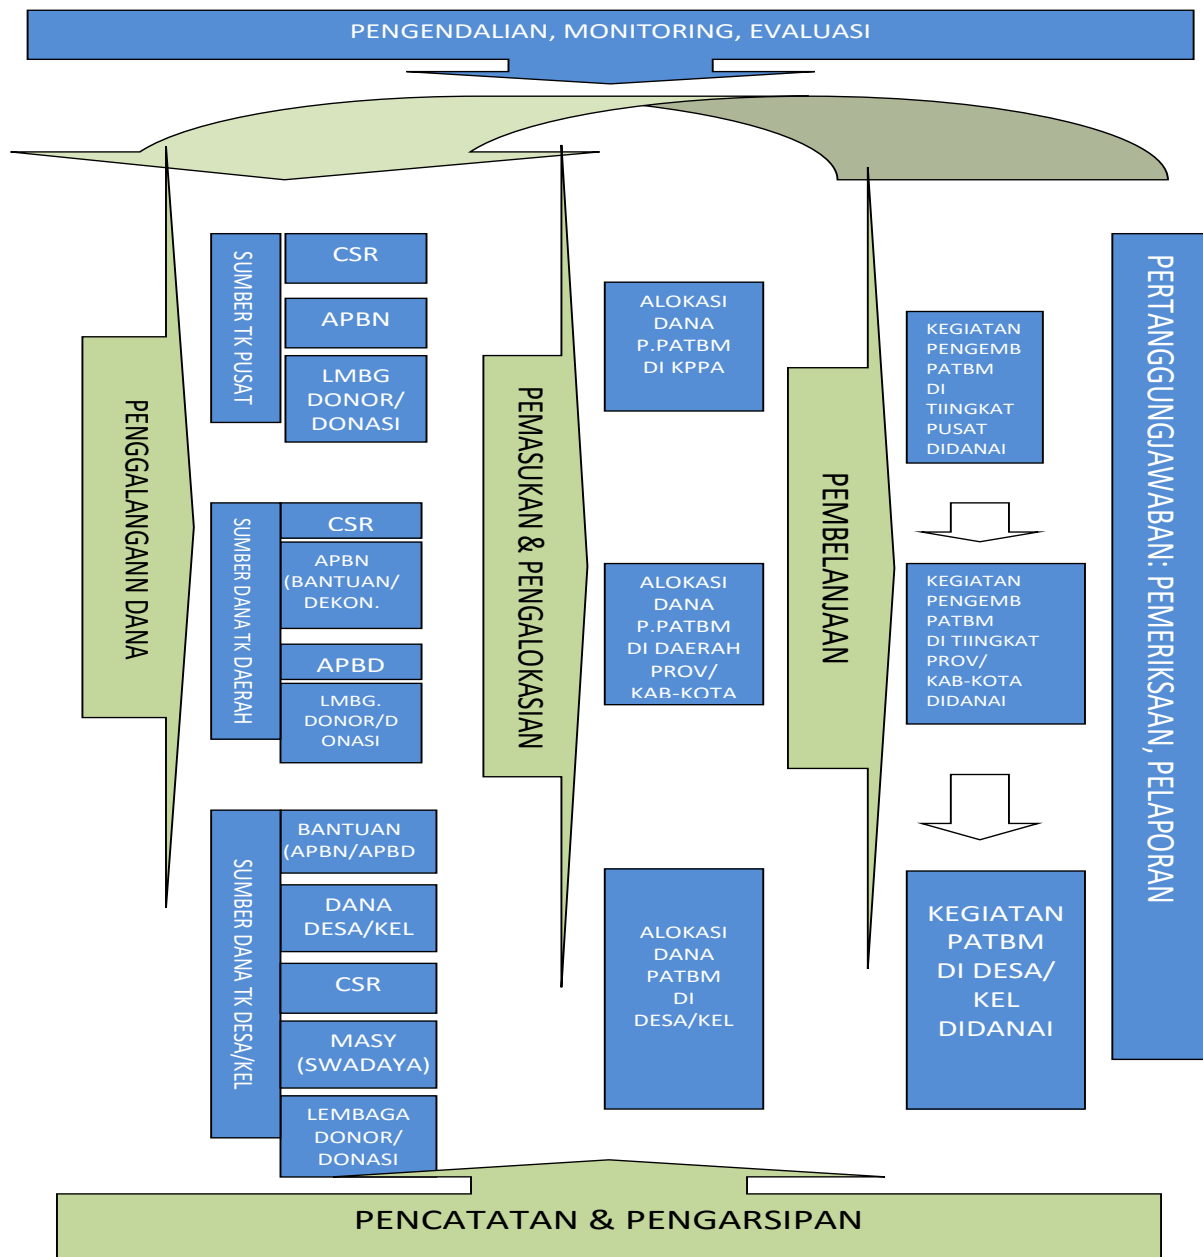 PENGENDALIAN, MONITORING, EVALUASI
PENGGALANGANN DANA
SUMBER TK PUSAT
CSR
APBN
LMBG
DONOR/
DONASI
SUMBER DANA TK DAERAH
CSR
APBN
(BANTUAN/
DEKON.
APBD
LMBG.
DONOR/D
ONASI
SUMBER DANA TK DESA/KEL
BANTUAN
(APBN/APBD
DANA
DESA/KEL
CSR
MASY
(SWADAYA)
LEMBAGA
DONOR/
DONASI
PEMASUKAN & PENGALOKASIAN
ALOKASI
DANA
P.PATBM
DI KPPA
ALOKASI
DANA
P.PATBM
DI DAERAH
PROV/
KAB-KOTA
ALOKASI
DANA
PATBM
DI
DESA/KEL
PEMBELANJAAN
KEGIATAN
PENGEMB
PATBM
DI
TIINGKAT
PUSAT
DIDANAI
KEGIATAN
PENGEMB
PATBM
DI TIINGKAT
PROV/
KAB-KOTA
DIDANAI
KEGIATAN
PATBM
DI DESA/
KEL
DIDANAI
PERTANGGUNGJAWABAN: PEMERIKSAAN, PELAPORAN
PENCATATAN & PENGARSIPAN